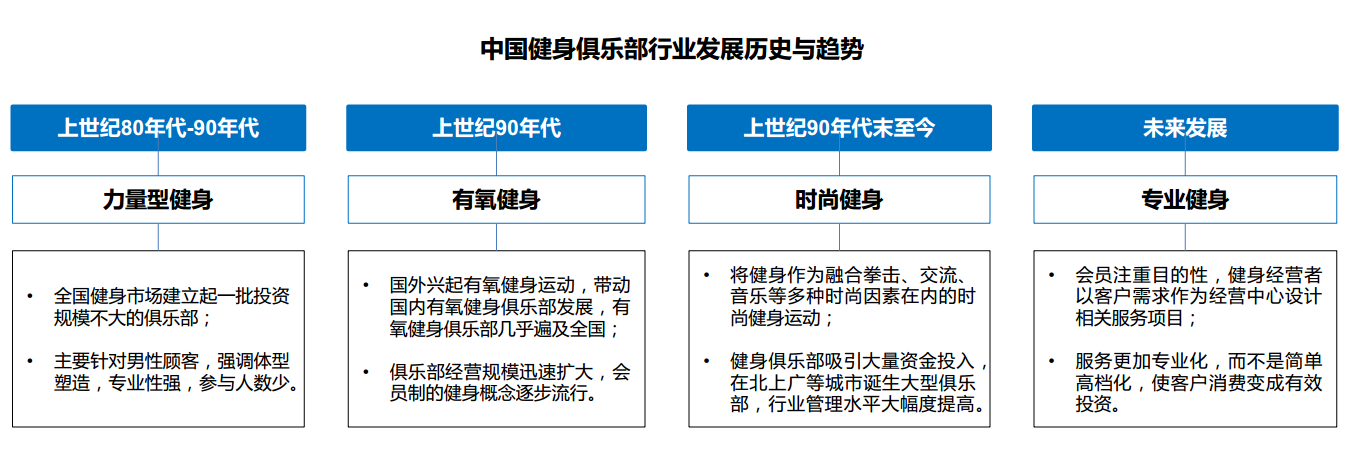 中国健身俱乐部行业发展历史与趋势
上世纪80年代-90年代
力量型健身
• 全国健身市场建立起一批投资
规模不大的俱乐部；
• 主要针对男性顾客，强调体型
塑造，专业性强，参与人数少。
上世纪90年代
有氧健身
• 国外兴起有氧健身运动，带动
国内有氧健身俱乐部发展，有
氧健身俱乐部几乎遍及全国；
• 俱乐部经营规模迅速扩大，会
员制的健身概念逐步流行。
上世纪90年代末至今
时尚健身
• 将健身作为融合拳击、交流、
音乐等多种时尚因素在内的时
尚健身运动；
• 健身俱乐部吸引大量资金投入，
在北上广等城市诞生大型俱乐
部，行业管理水平大幅度提高。
未来发展
专业健身
• 会员注重目的性，健身经营者
以客户需求作为经营中心设计
相关服务项目；
• 服务更加专业化，而不是简单
高档化，使客户消费变成有效
投资。